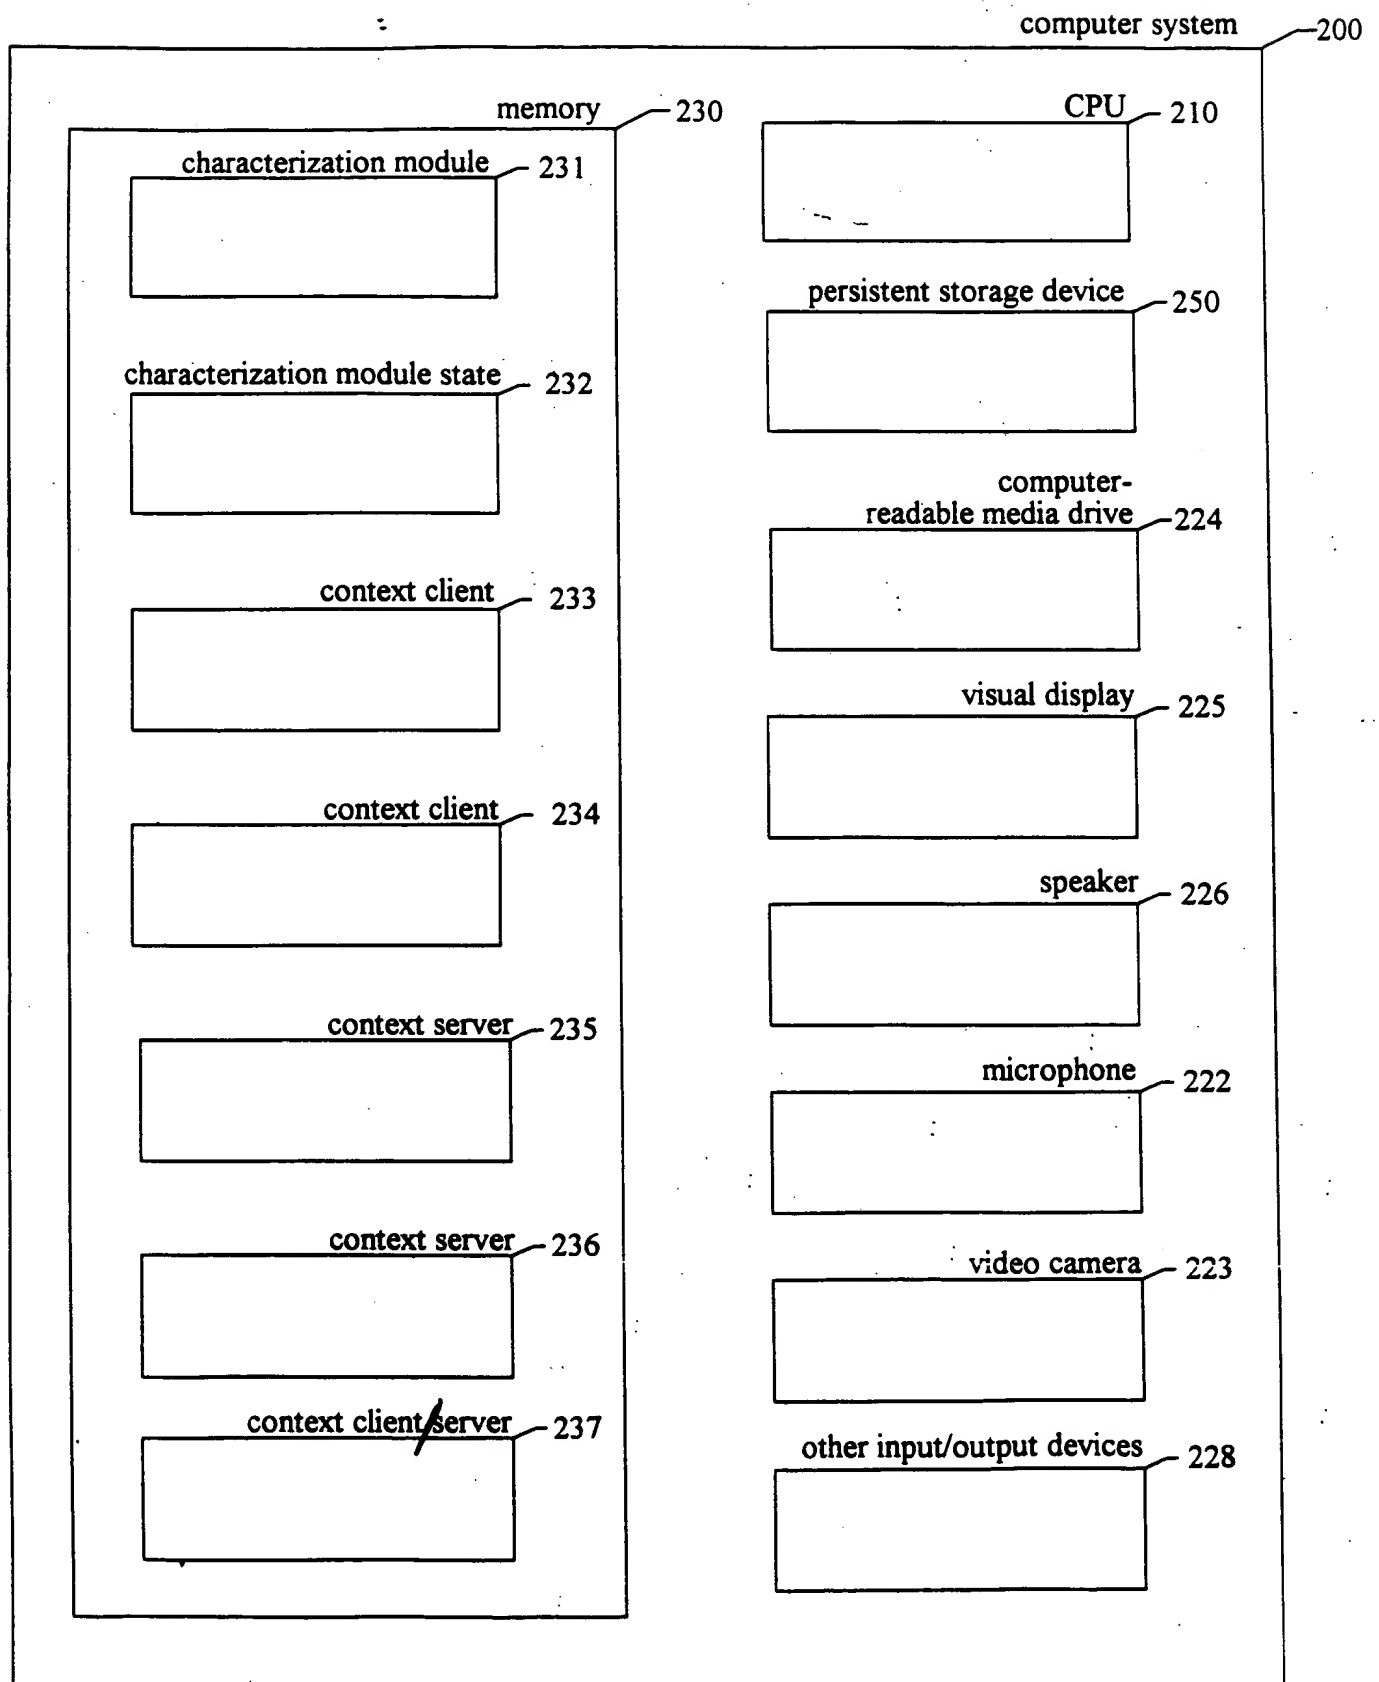 computer system 200
memory 230
characterization module 231
characterization module state 232
context client 233
context client 234
context server 235
context server 236
context client/server 237
CPU 210
persistent storage device 250
computer-
readable media drive 224
visual display 225
speaker 226
microphone 222
video camera 223
other input/output devices 228